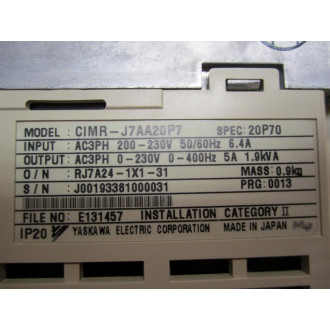 MODEL : CIMR-J7AA20P7 SPEC: 20P70
INPUT : AC3PH 200-230V 50/60Hz 6.4A
OUTPUT : AC3PH 0-230V 0-400Hz 5A 1.9kVA
O / N : RJ7A24-1X1-31 MASS: 0.9kg
S / N : J00193381000031 PRG: 0013
FILE NO : E131457 INSTALLATION CATEGORY II
IP20 YASKAWA ELECTRIC CORPORATION MADE IN JAPAN